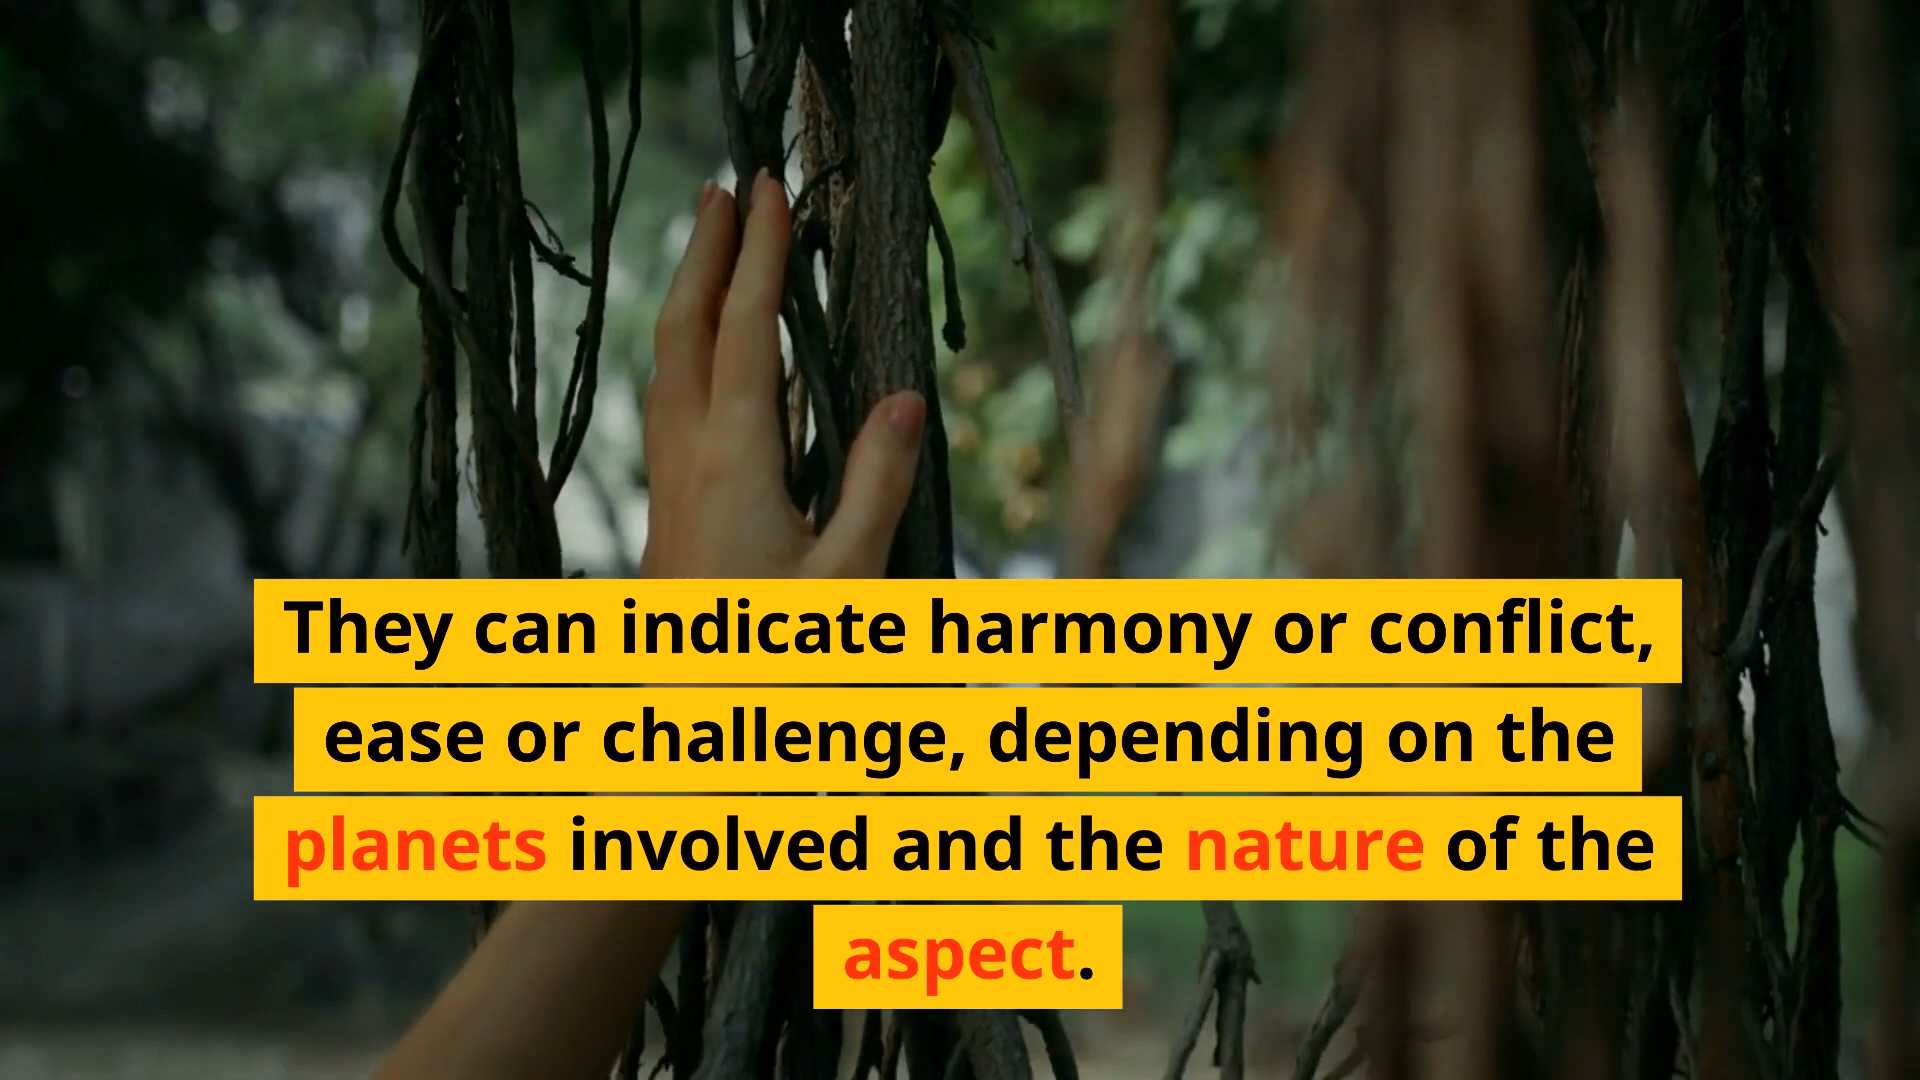 They can indicate harmony or conflict,
ease or challenge, depending on the
planets involved and the nature of the
aspect.